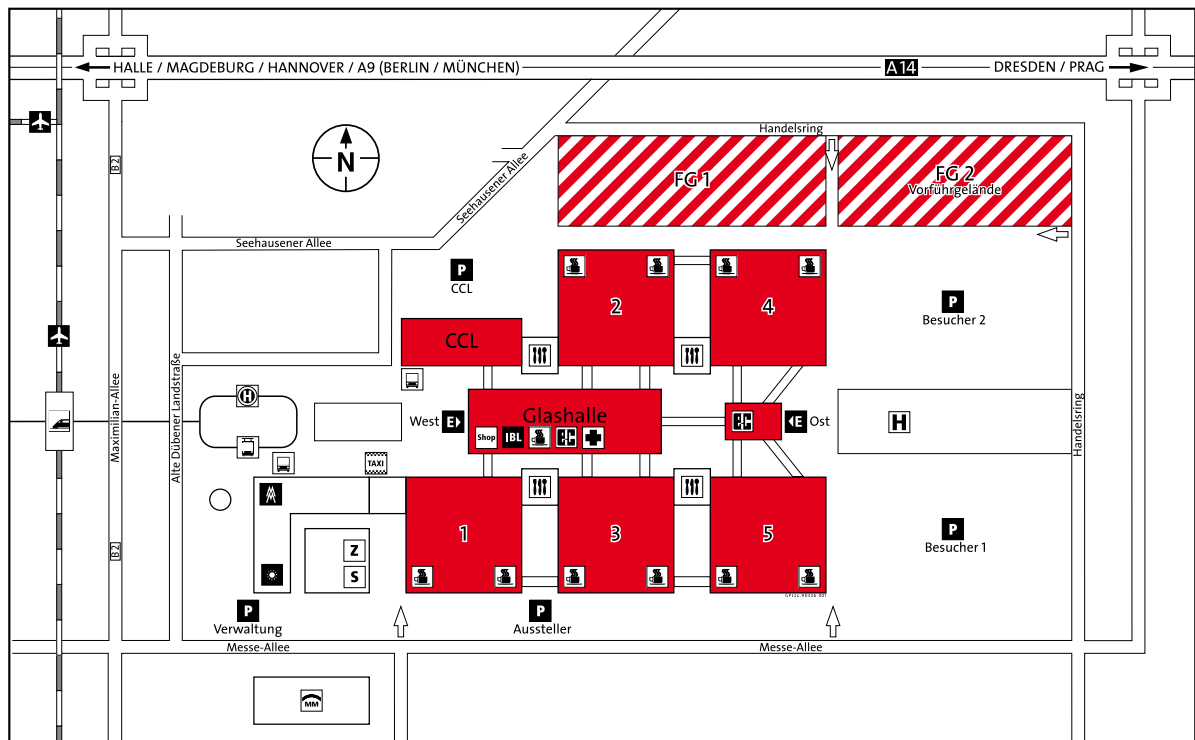 HALLE / MAGDEBURG / HANNOVER / A9 (BERLIN / MÜNCHEN)
A14
DRESDEN / PRAG
Handelsring
N
B2
Seehausener Allee
FG 1
FG 2
Vorführgelände
Seehausener Allee
P
CCL
2
4
P
Besucher 2
CCL
Maximilian-Allee
Alte Dübener Landstraße
H
West
E
Glashalle
Shop
IBL
EC
EC
E
Ost
H
Handelsring
TAXI
1
3
5
Z
S
P
Besucher 1
B2
P
Verwaltung
P
Aussteller
Messe-Allee
Messe-Allee
MM